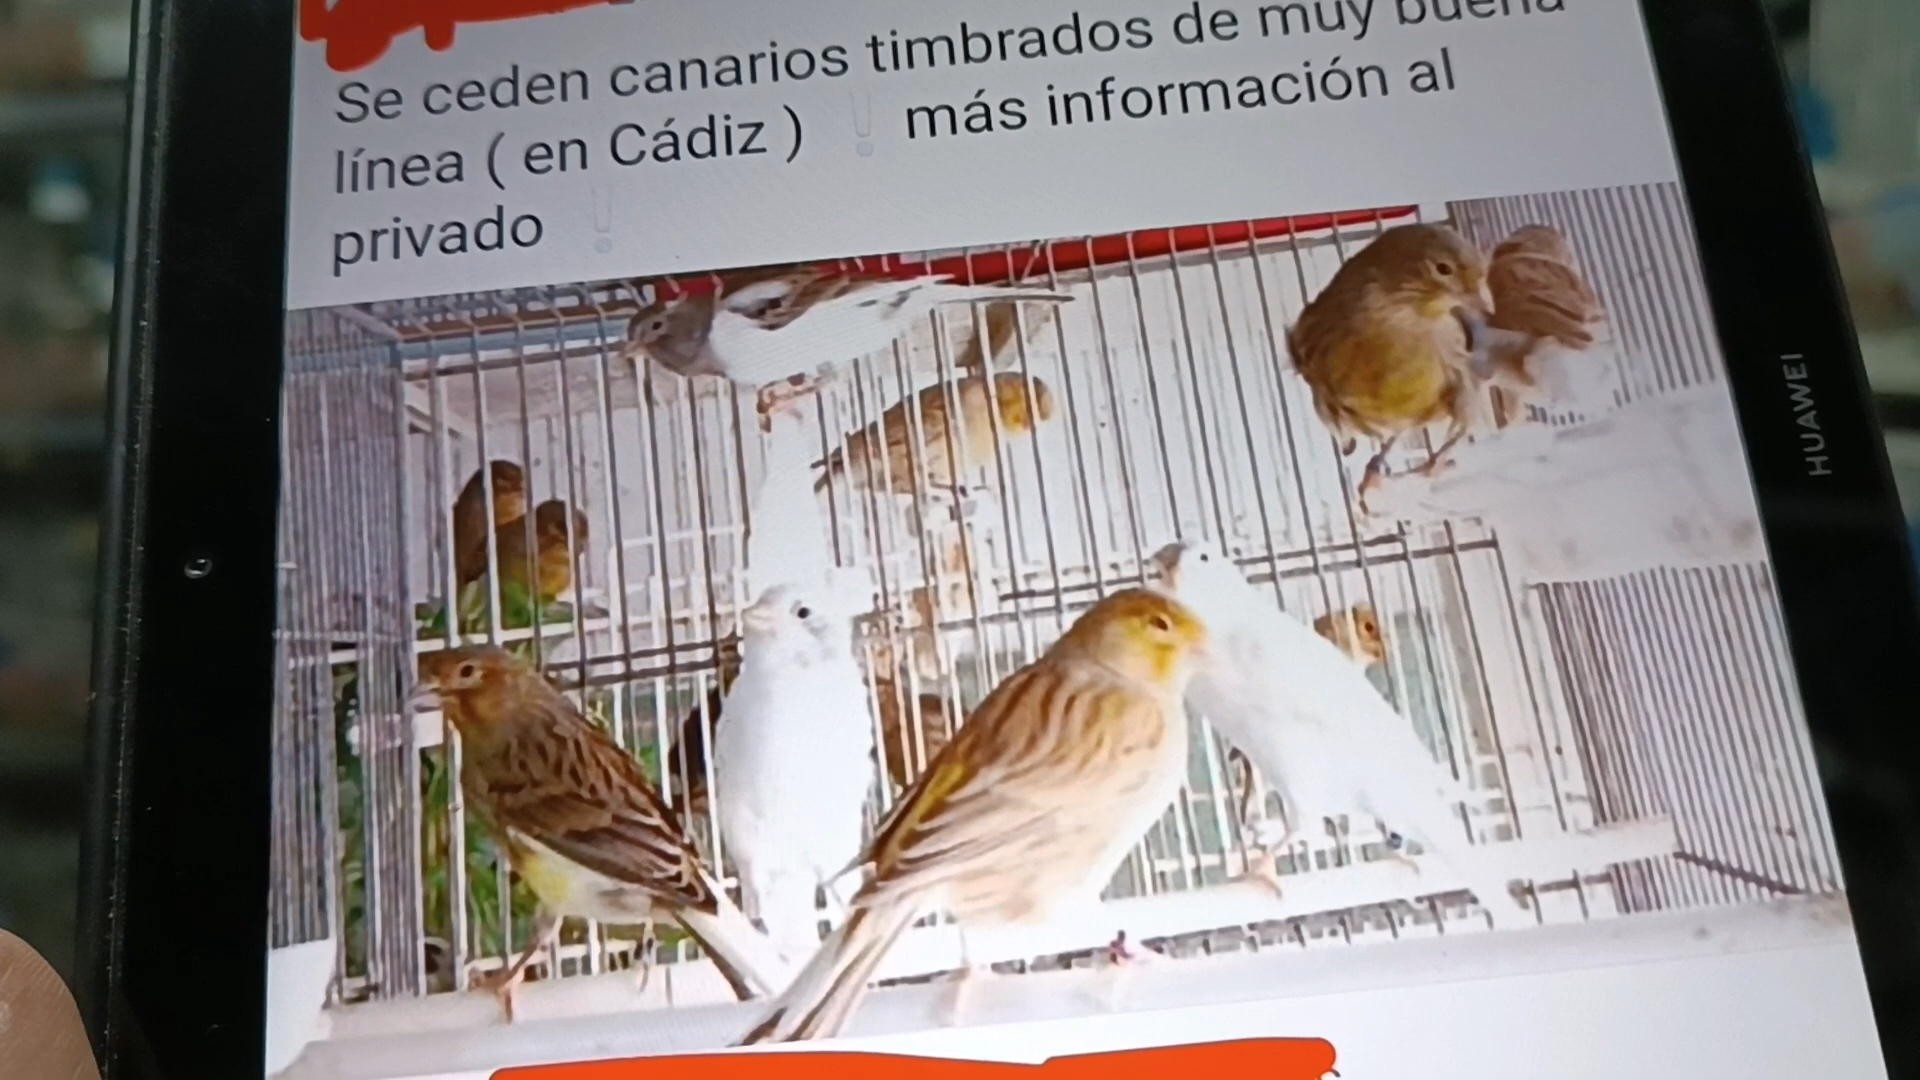 Se ceden canarios timbrados de muy buena
línea ( en Cádiz ) ❕ más información al
privado ❕
HUAWEI